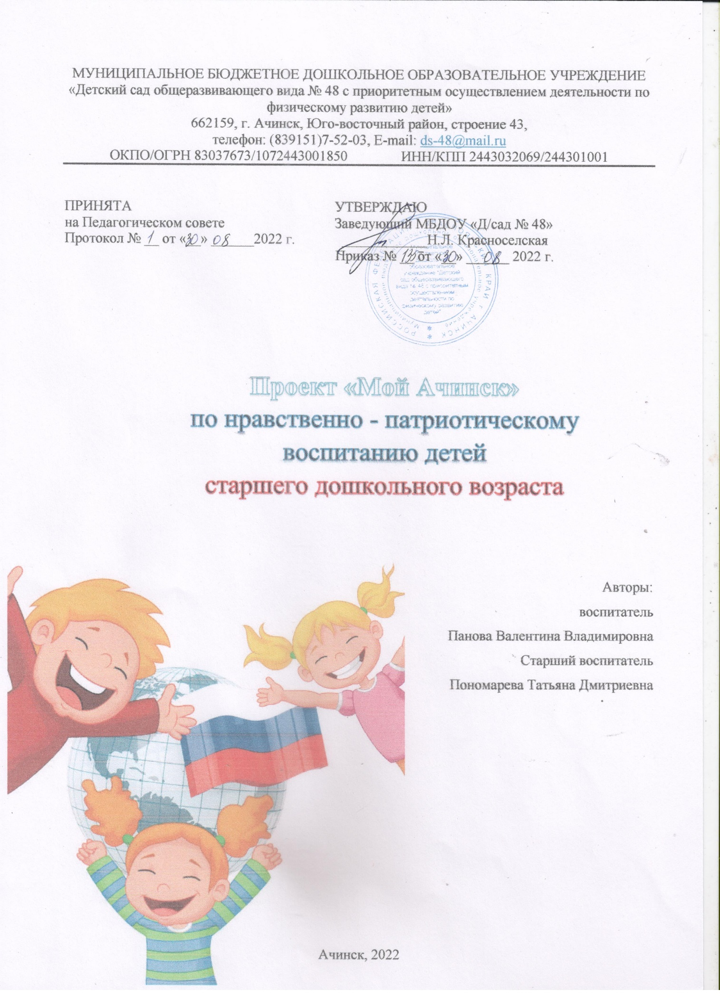 МУНИЦИПАЛЬНОЕ БЮДЖЕТНОЕ ДОШКОЛЬНОЕ ОБРАЗОВАТЕЛЬНОЕ УЧРЕЖДЕНИЕ
«Детский сад общеразвивающего вида № 48 с приоритетным осуществлением деятельности по
физическому развитию детей»
662159, г. Ачинск, Юго-восточный район, строение 43,
телефон: (839151)7-52-03, E-mail: ds-48@mail.ru
ОКПО/ОГРН 83037673/1072443001850 ИНН/КПП 2443032069/244301001
ПРИНЯТА
на Педагогическом совете
Протокол № 1 от «30» 08 2022 г.
УТВЕРЖДАЮ
Заведующий МБДОУ «Д/сад № 48»
Н.Л. Красноселская
Приказ № 135 от «30» 08 2022 г.
РОССИЙСКАЯ ФЕДЕРАЦИЯ КРАСНОЯРСКИЙ КРАЙ г. АЧИНСК
Муниципальное
образовательное
учреждение "Детский
сад общеразвивающего
вида № 48 с приоритетным
осуществлением
деятельности по
физическому развитию
детей"
Проект «Мой Ачинск»
по нравственно - патриотическому
воспитанию детей
старшего дошкольного возраста
Авторы:
воспитатель
Панова Валентина Владимировна
Старший воспитатель
Пономарева Татьяна Дмитриевна
Ачинск, 2022